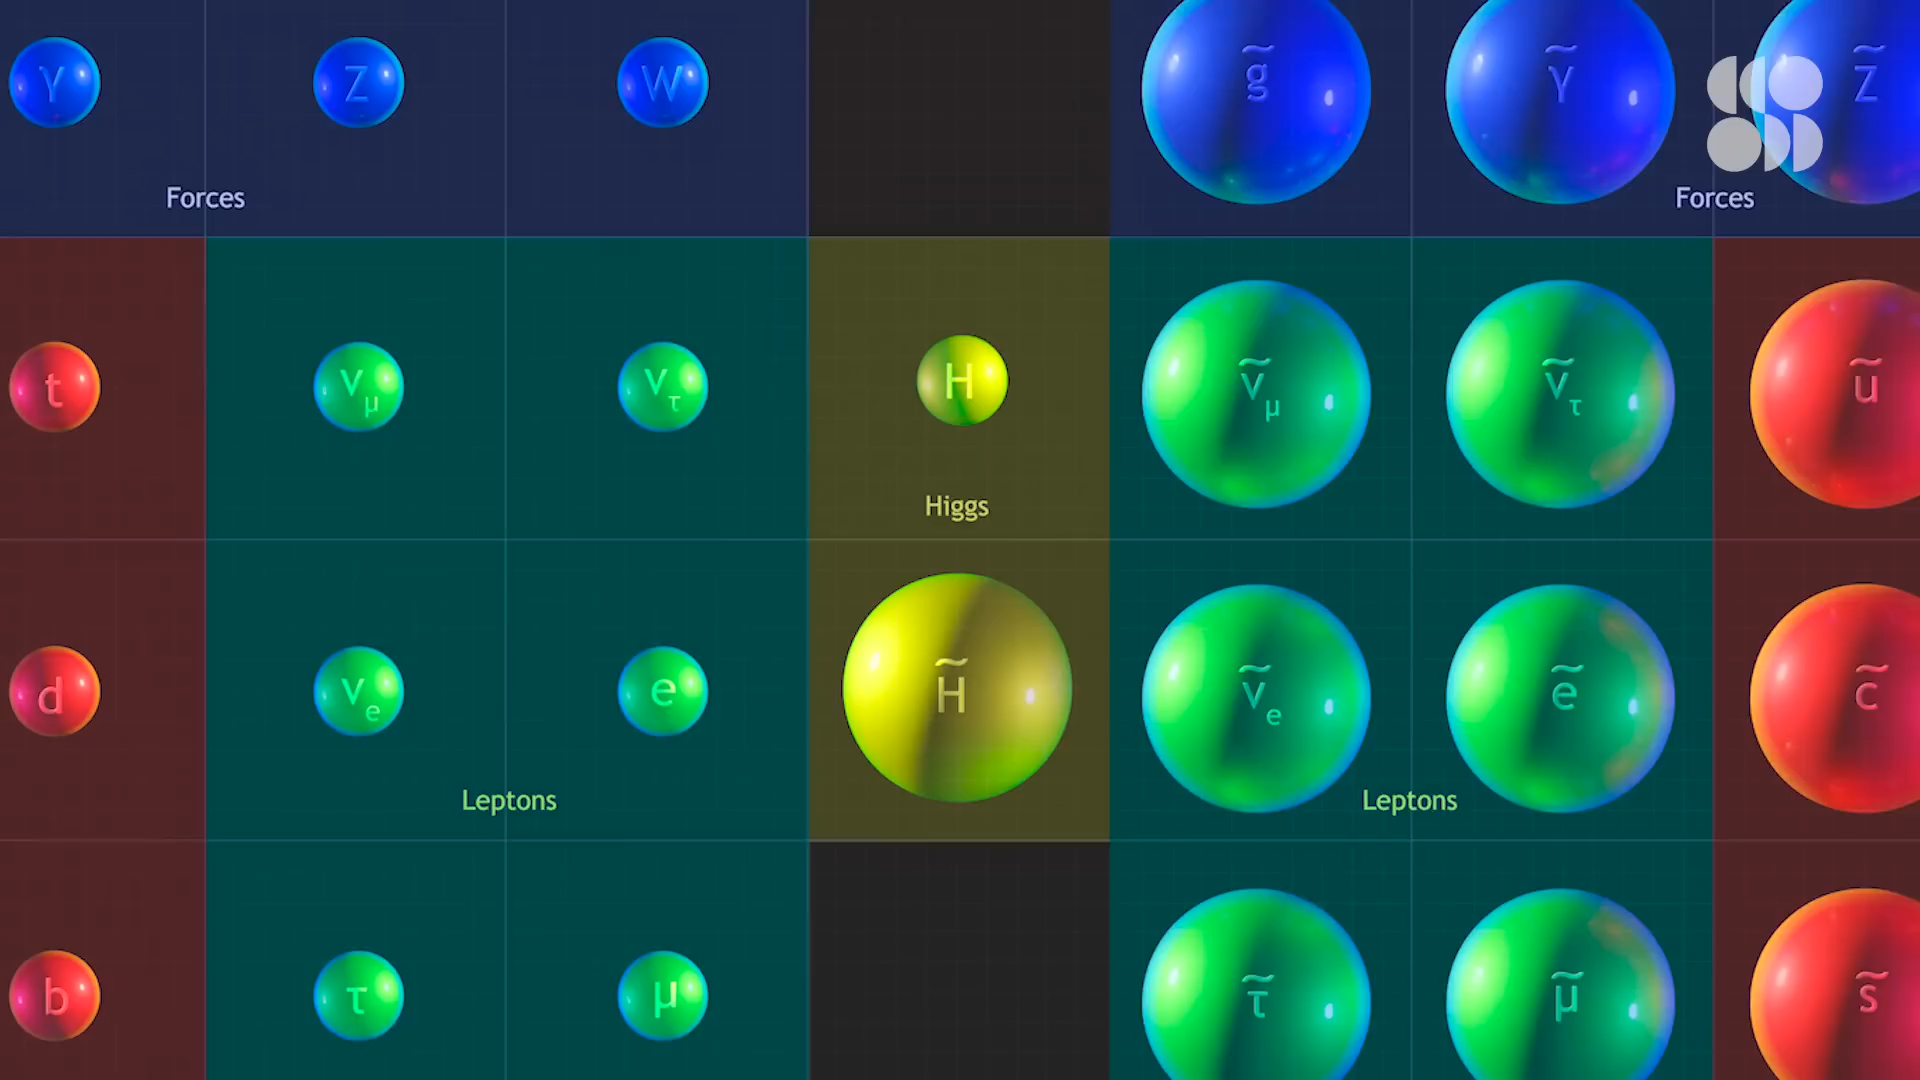 γ Z W g̃ γ̃ Z̃
Forces Forces
t ν_μ ν_τ H ν̃_μ ν̃_τ ũ
Higgs
d ν_e e H̃ ν̃_e ẽ c̃
Leptons Leptons
b τ μ τ̃ μ̃ s̃